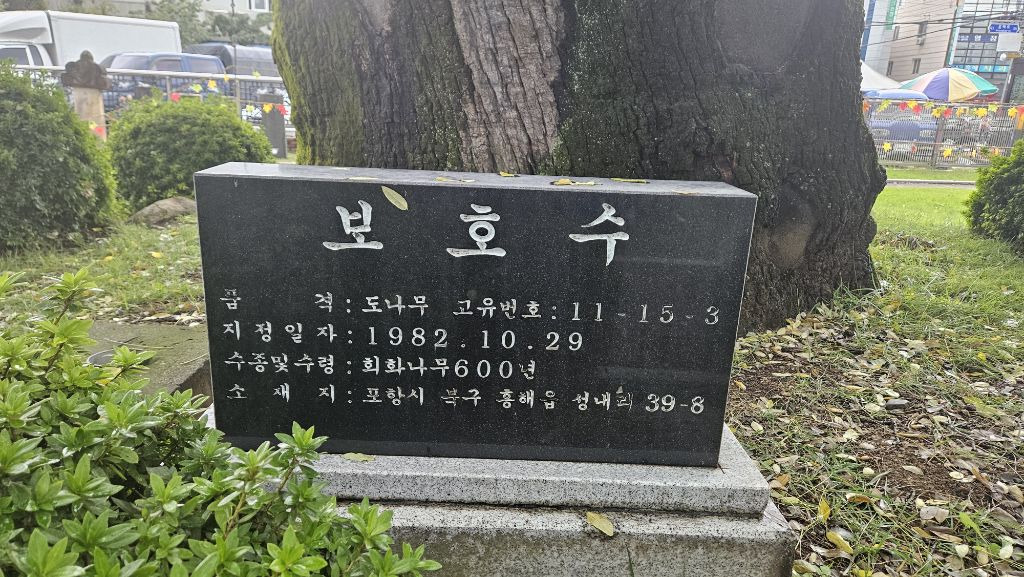 보호수
품 격 : 도나무 고유번호 : 11-15-3
지정일자 : 1982.10.29
수종및수령 : 회화나무600년
소 재 지 : 포항시 북구 흥해읍 성내리 39-8